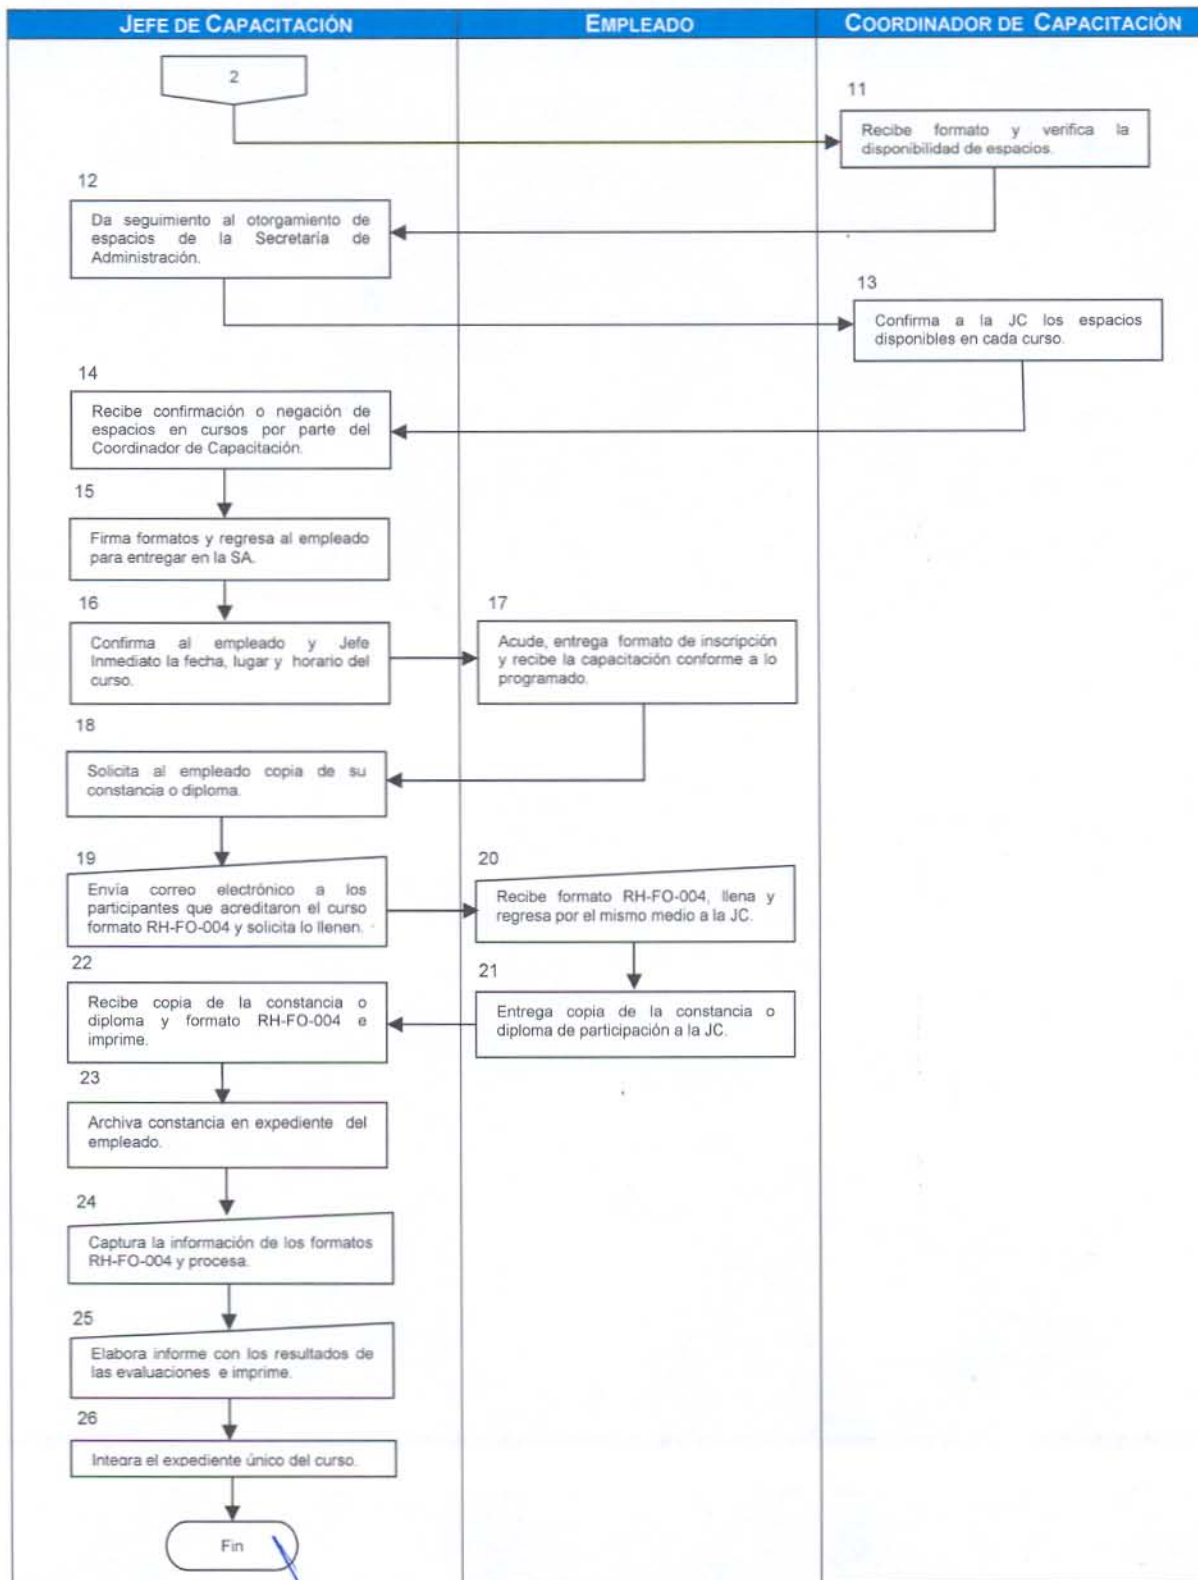 JEFE DE CAPACITACIÓN
EMPLEADO
COORDINADOR DE CAPACITACIÓN
2
11
Recibe formato y verifica la
disponibilidad de espacios.
12
Da seguimiento al otorgamiento de
espacios de la Secretaría de
Administración.
13
Confirma a la JC los espacios
disponibles en cada curso.
14
Recibe confirmación o negación de
espacios en cursos por parte del
Coordinador de Capacitación.
15
Firma formatos y regresa al empleado
para entregar en la SA.
16
Confirma al empleado y Jefe
Inmediato la fecha, lugar y horario del
curso.
17
Acude, entrega formato de inscripción
y recibe la capacitación conforme a lo
programado.
18
Solicita al empleado copia de su
constancia o diploma.
19
Envía correo electrónico a los
participantes que acreditaron el curso
formato RH-FO-004 y solicita lo llenen.
20
Recibe formato RH-FO-004, llena y
regresa por el mismo medio a la JC.
21
Entrega copia de la constancia o
diploma de participación a la JC.
22
Recibe copia de la constancia o
diploma y formato RH-FO-004 e
imprime.
23
Archiva constancia en expediente del
empleado.
24
Captura la información de los formatos
RH-FO-004 y procesa.
25
Elabora informe con los resultados de
las evaluaciones e imprime.
26
Integra el expediente único del curso.
Fin